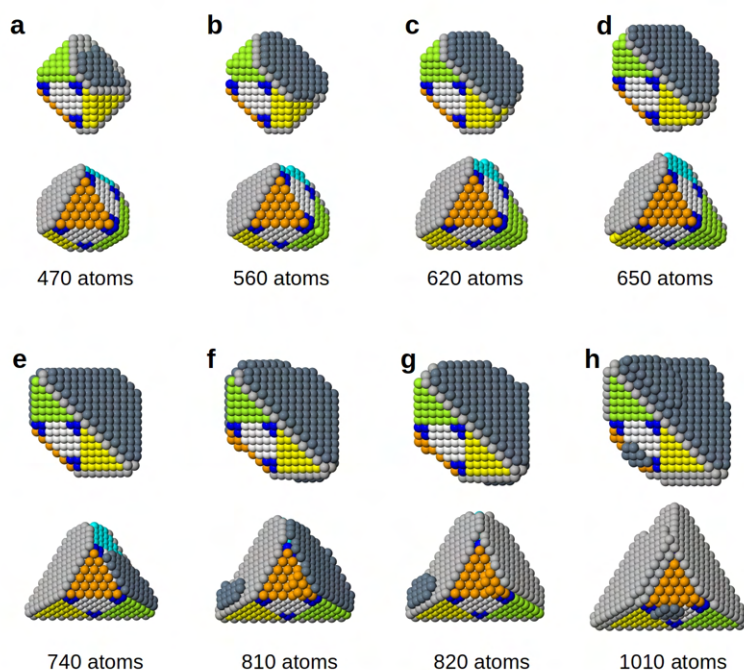 a b c d
470 atoms 560 atoms 620 atoms 650 atoms
e f g h
740 atoms 810 atoms 820 atoms 1010 atoms